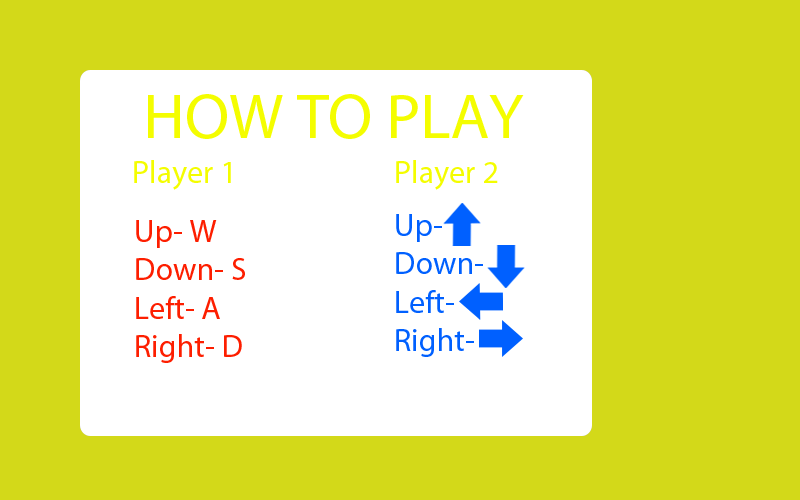 HOW TO PLAY
Player 1
Up- W
Down- S
Left- A
Right- D
Player 2
Up-
Down-
Left-
Right-